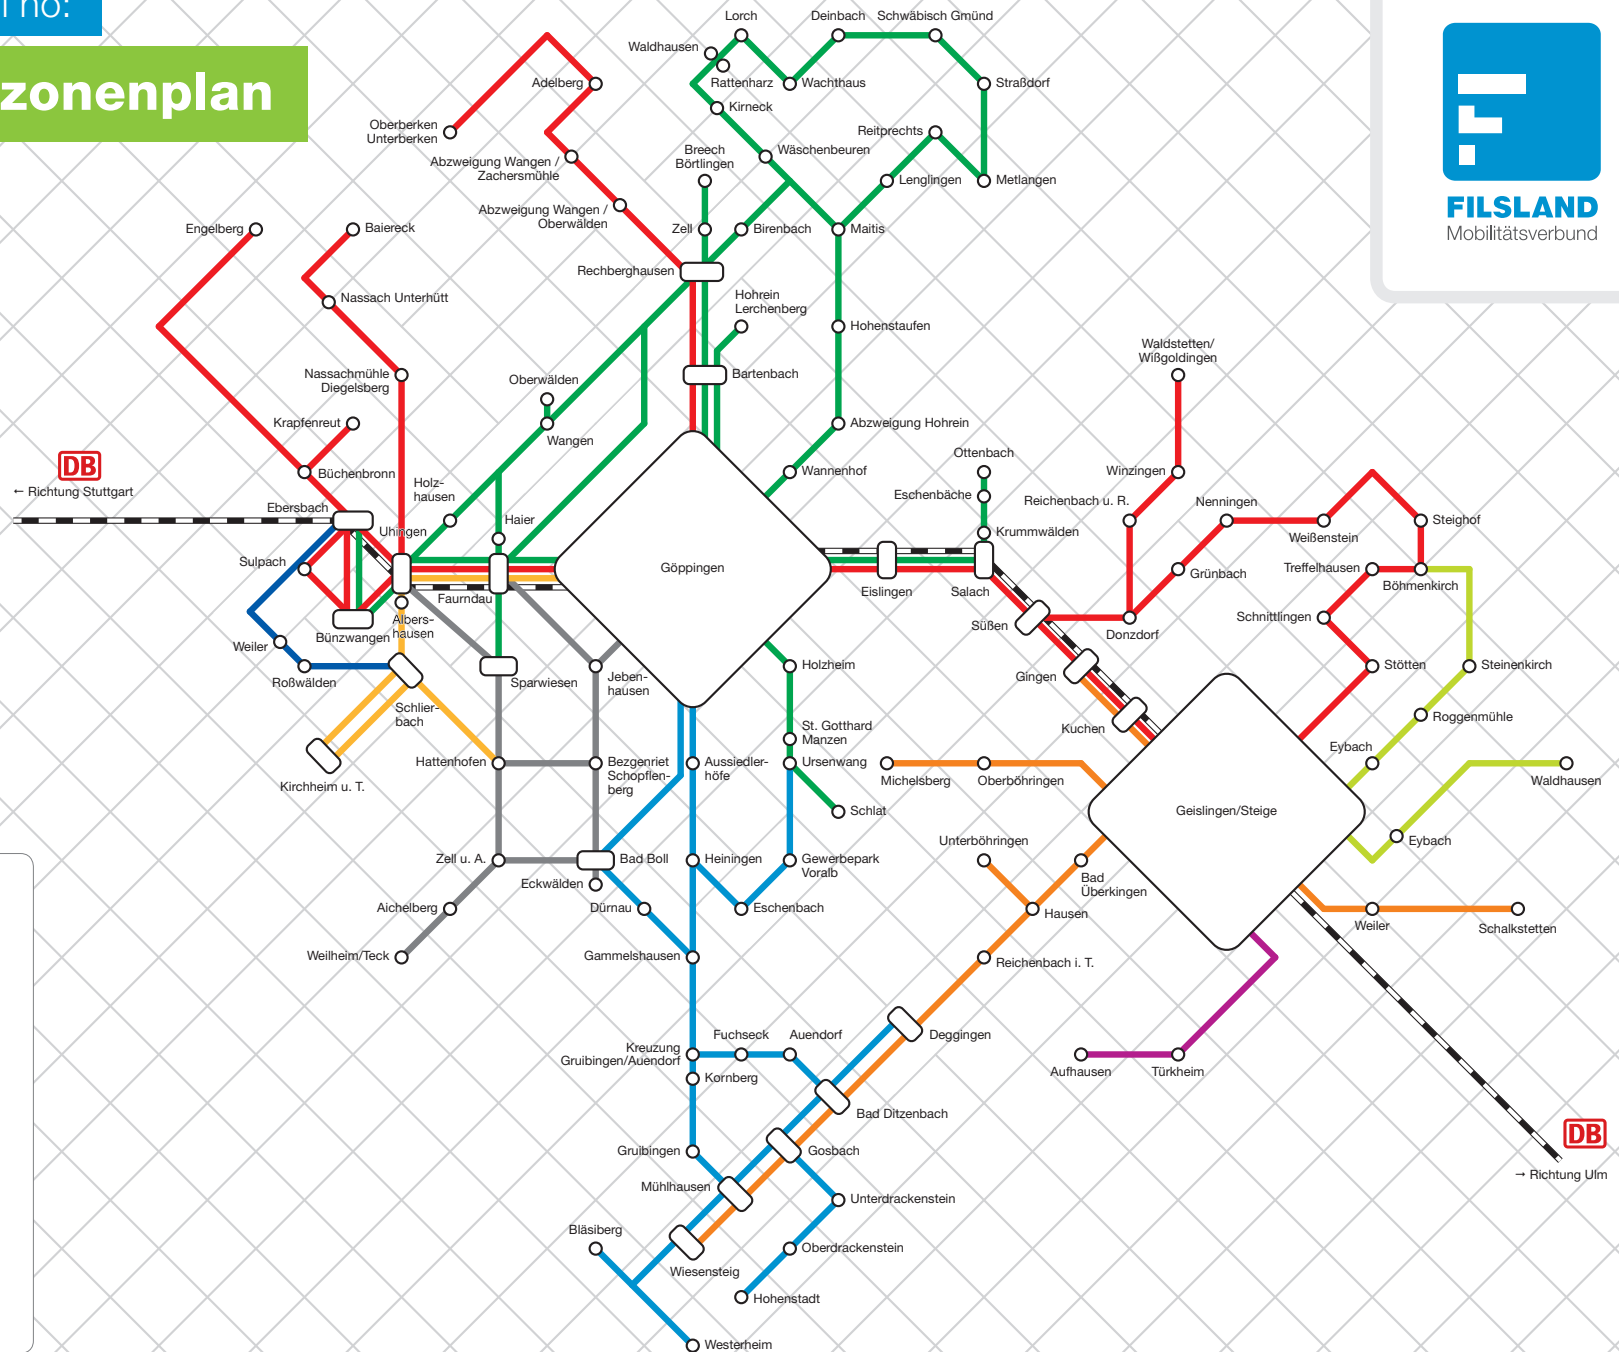 zonenplan
FILSLAND
Mobilitätsverbund
Lorch
Deinbach
Schwäbisch Gmünd
Waldhausen
Rattenharz
Wachthaus
Straßdorf
Adelberg
Kirneck
Oberberken
Unterberken
Reitprechts
Abzweigung Wangen /
Zachersmühle
Breech
Börtlingen
Wäschenbeuren
Lenglingen
Metlangen
Abzweigung Wangen /
Oberwälden
Engelberg
Baiereck
Zell
Birenbach
Maitis
Rechberghausen
Nassach Unterhütt
Hohrein
Lerchenberg
Hohenstaufen
Waldstetten/
Wißgoldingen
Nassachmühle
Diegelsberg
Oberwälden
Bartenbach
Krapfenreut
Wangen
Abzweigung Hohrein
DB
← Richtung Stuttgart
Büchenbronn
Holz-
hausen
Wannenhof
Ottenbach
Winzingen
Eschenbäche
Reichenbach u. R.
Nenningen
Ebersbach
Uhingen
Haier
Krummwälden
Weißenstein
Steighof
Sulpach
Göppingen
Grünbach
Treffelhausen
Böhmenkirch
Faurndau
Eislingen
Salach
Albers-
hausen
Bünzwangen
Süßen
Donzdorf
Schnittlingen
Weiler
Roßwälden
Sparwiesen
Jeben-
hausen
Holzheim
Gingen
Stötten
Steinenkirch
Schlier-
bach
St. Gotthard
Manzen
Kuchen
Roggenmühle
Eybach
Kirchheim u. T.
Hattenhofen
Bezgenriet
Schopflen-
berg
Aussiedler-
höfe
Ursenwang
Michelsberg
Oberböhringen
Waldhausen
Schlat
Geislingen/Steige
Eybach
Unterböhringen
Zell u. A.
Bad Boll
Heiningen
Gewerbepark
Voralb
Bad
Überkingen
Eckwälden
Aichelberg
Dürnau
Eschenbach
Hausen
Weiler
Schalkstetten
Weilheim/Teck
Gammelshausen
Reichenbach i. T.
Fuchseck
Auendorf
Deggingen
Kreuzung
Gruibingen/Auendorf
Kornberg
Aufhausen
Türkheim
Bad Ditzenbach
DB
→ Richtung Ulm
Gruibingen
Gosbach
Mühlhausen
Unterdrackenstein
Bläsiberg
Oberdrackenstein
Wiesensteig
Hohenstadt
Westerheim